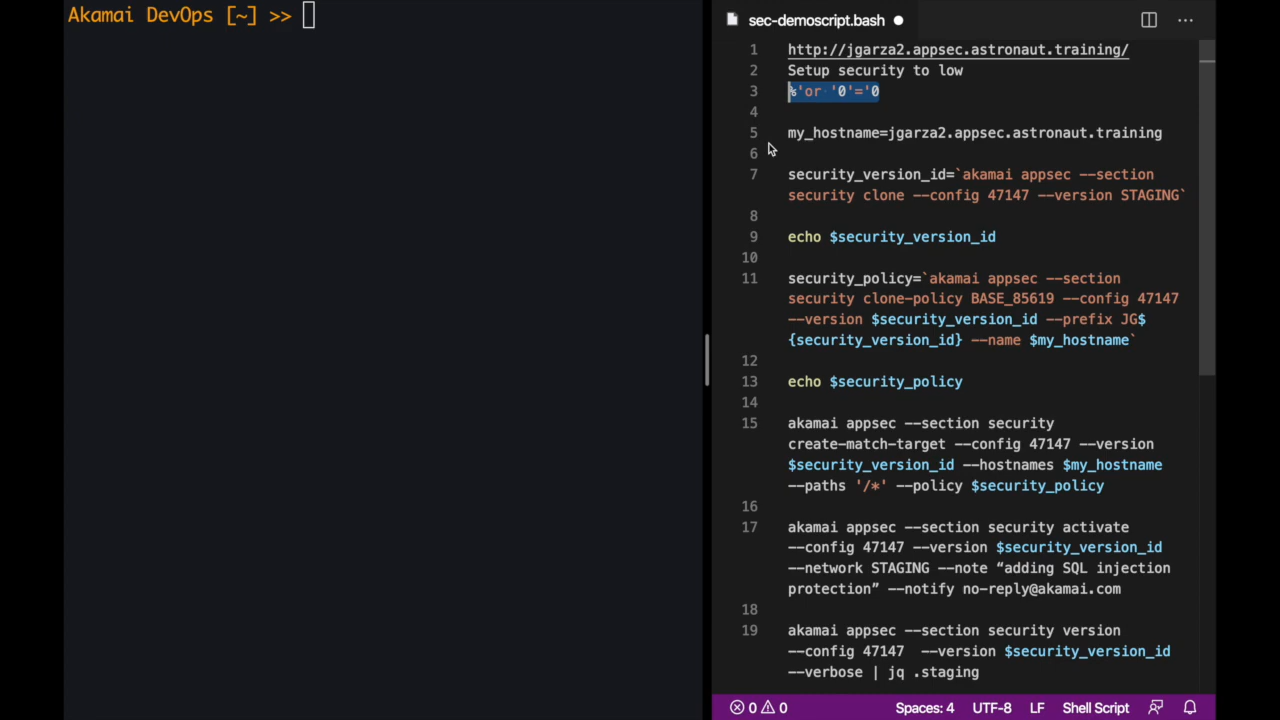 Akamai DevOps [~] >>
sec-demoscript.bash
1 http://jgarza2.appsec.astronaut.training/
2 Setup security to low
3 %'or '0'='0
4
5 my_hostname=jgarza2.appsec.astronaut.training
6
7 security_version_id=`akamai appsec --section
security clone --config 47147 --version STAGING`
8
9 echo $security_version_id
10
11 security_policy=`akamai appsec --section
security clone-policy BASE_85619 --config 47147
--version $security_version_id --prefix JG$
{security_version_id} --name $my_hostname`
12
13 echo $security_policy
14
15 akamai appsec --section security
create-match-target --config 47147 --version
$security_version_id --hostnames $my_hostname
--paths '/*' --policy $security_policy
16
17 akamai appsec --section security activate
--config 47147 --version $security_version_id
--network STAGING --note “adding SQL injection
protection” --notify no-reply@akamai.com
18
19 akamai appsec --section security version
--config 47147  --version $security_version_id
--verbose | jq .staging
0 0 Spaces: 4 UTF-8 LF Shell Script